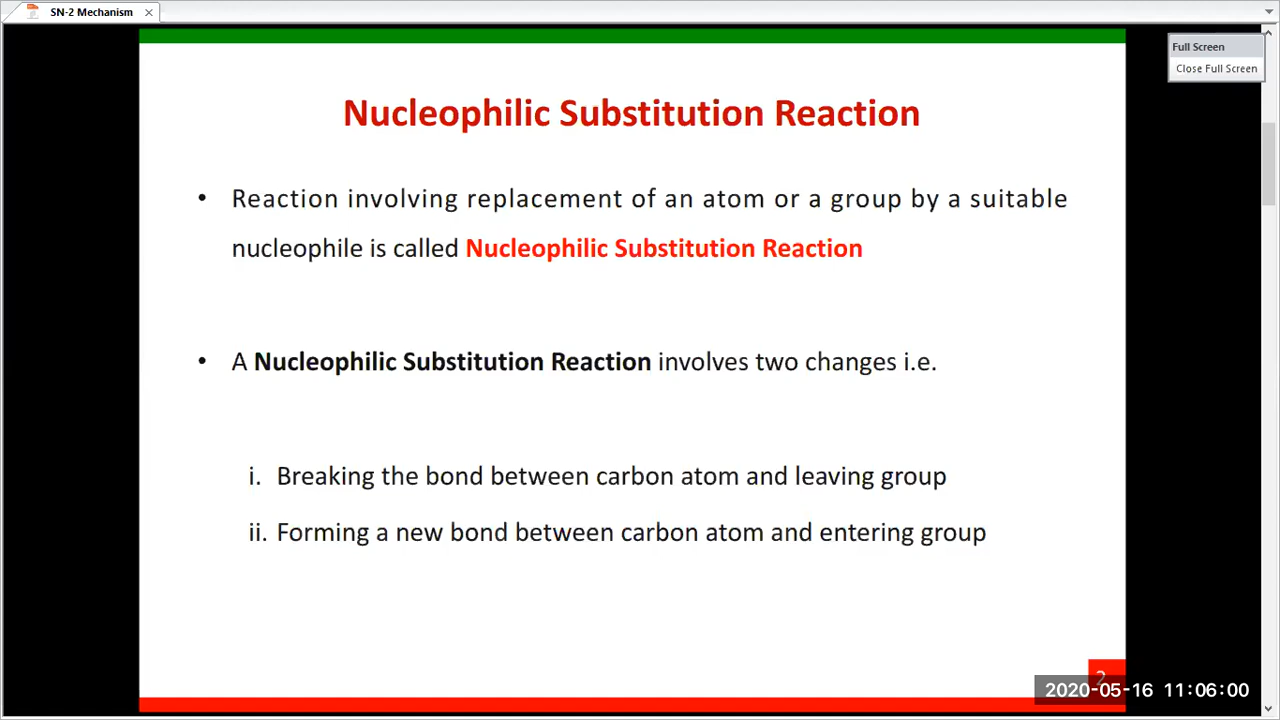 SN-2 Mechanism
Full Screen
Close Full Screen
Nucleophilic Substitution Reaction
• Reaction involving replacement of an atom or a group by a suitable
nucleophile is called Nucleophilic Substitution Reaction
• A Nucleophilic Substitution Reaction involves two changes i.e.
i. Breaking the bond between carbon atom and leaving group
ii. Forming a new bond between carbon atom and entering group
2
2020-05-16 11:06:00